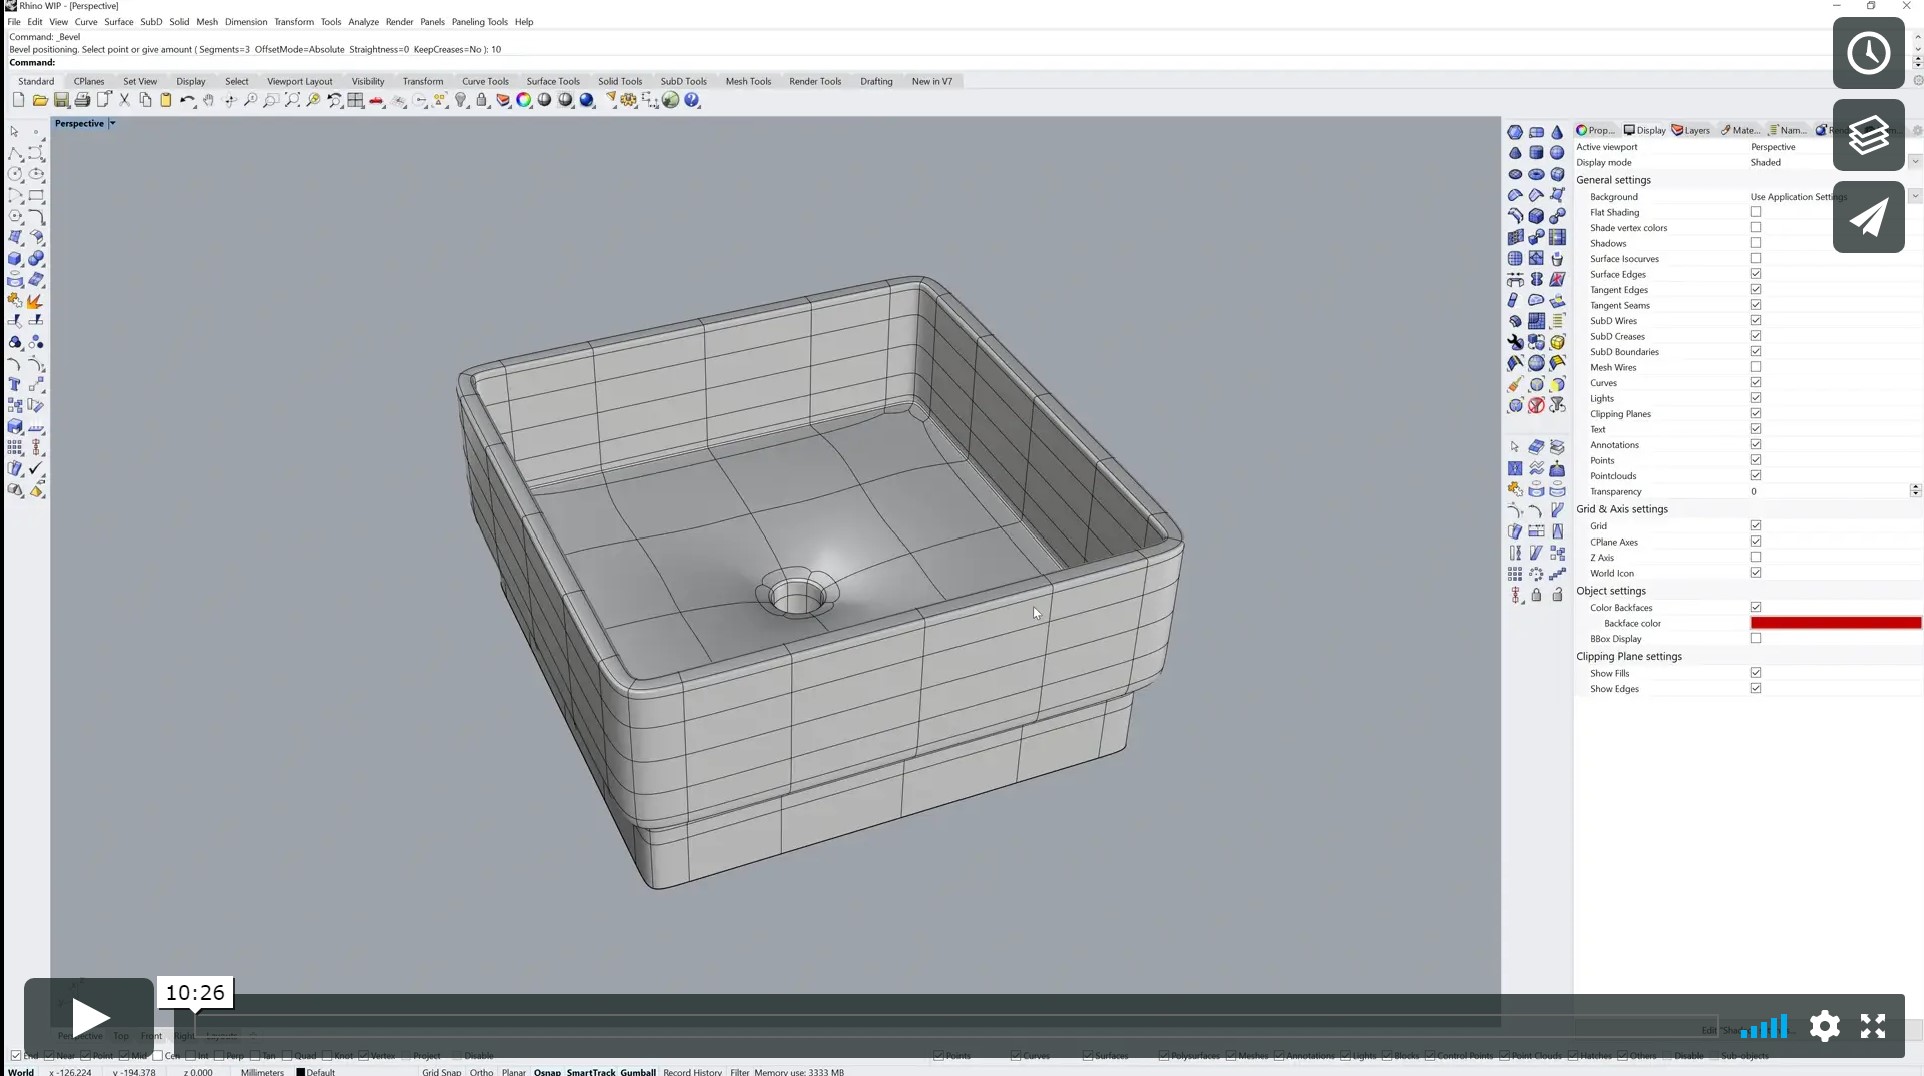 Rhino WIP - [Perspective]
File Edit View Curve Surface SubD Solid Mesh Dimension Transform Tools Analyze Render Panels Paneling Tools Help
Command: _Bevel
Bevel positioning. Select point or give amount ( Segments=3 OffsetMode=Absolute Straightness=0 KeepCreases=No ): 10
Command:
Standard CPlanes Set View Display Select Viewport Layout Visibility Transform Curve Tools Surface Tools Solid Tools SubD Tools Mesh Tools Render Tools Drafting New in V7
Perspective
Prop... Display Layers Mate... Nam...
Active viewport Perspective
Display mode Shaded
General settings
Background Use Application Settings
Flat Shading
Shade vertex colors
Shadows
Surface Isocurves
Surface Edges
Tangent Edges
Tangent Seams
SubD Wires
SubD Creases
SubD Boundaries
Mesh Wires
Curves
Lights
Clipping Planes
Text
Annotations
Points
Pointclouds
Transparency 0
Grid & Axis settings
Grid
CPlane Axes
Z Axis
World Icon
Object settings
Color Backfaces
Backface color
BBox Display
Clipping Plane settings
Show Fills
Show Edges
10:26
Perspective Top Front Right Layouts
End Near Point Mid Cen Int Perp Tan Quad Knot Vertex Project Disable Points Curves Surfaces Polysurfaces Meshes Annotations Lights Blocks Control Points Point Clouds Hatches Others Disable Sub-objects
World x -126.224 y -194.378 z 0.000 Millimeters Default Grid Snap Ortho Planar Osnap SmartTrack Gumball Record History Filter Memory use: 3333 MB